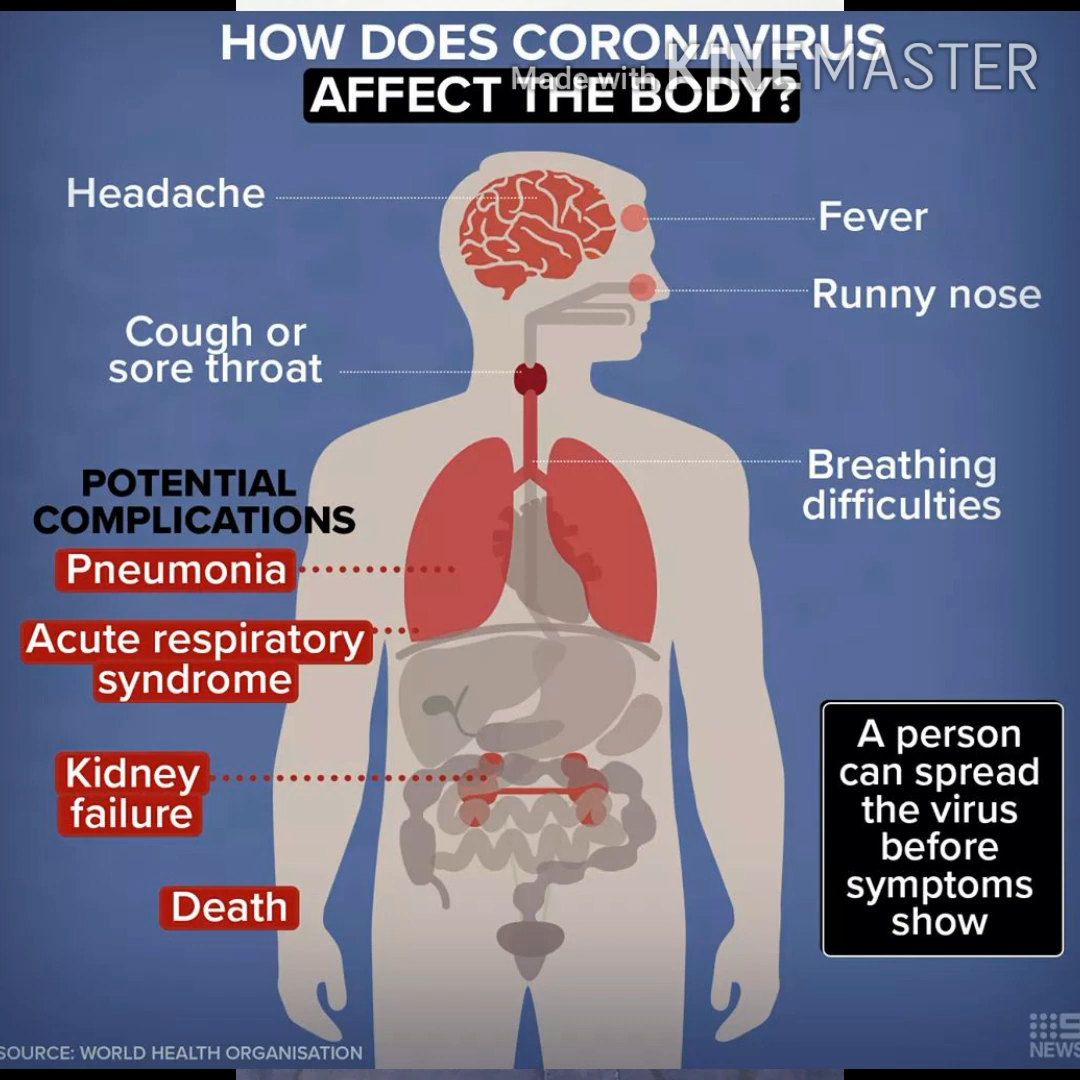 HOW DOES CORONAVIRUS
AFFECT THE BODY?
Made with KINEMASTER
Headache
Fever
Runny nose
Cough or
sore throat
Breathing
difficulties
POTENTIAL
COMPLICATIONS
Pneumonia
Acute respiratory
syndrome
Kidney
failure
Death
A person
can spread
the virus
before
symptoms
show
SOURCE: WORLD HEALTH ORGANISATION
9
NEWS